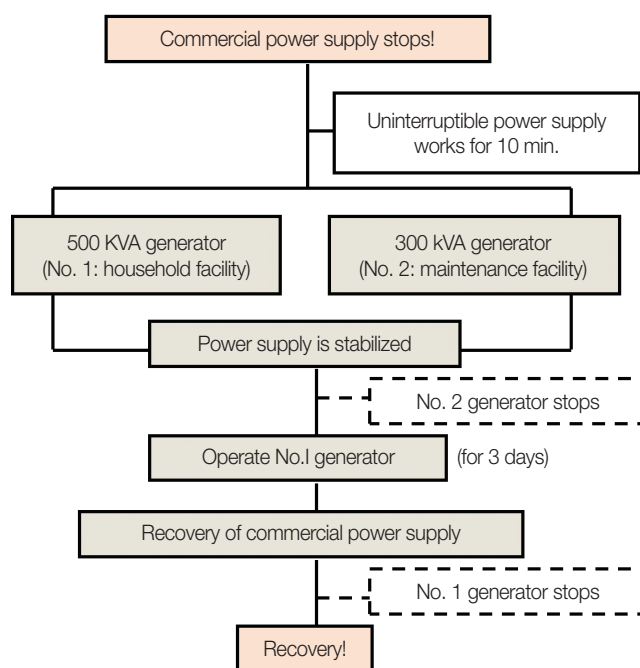 Commercial power supply stops!
Uninterruptible power supply
works for 10 min.
500 KVA generator
(No. 1: household facility)
300 kVA generator
(No. 2: maintenance facility)
Power supply is stabilized
No. 2 generator stops
Operate No.I generator
(for 3 days)
Recovery of commercial power supply
No. 1 generator stops
Recovery!